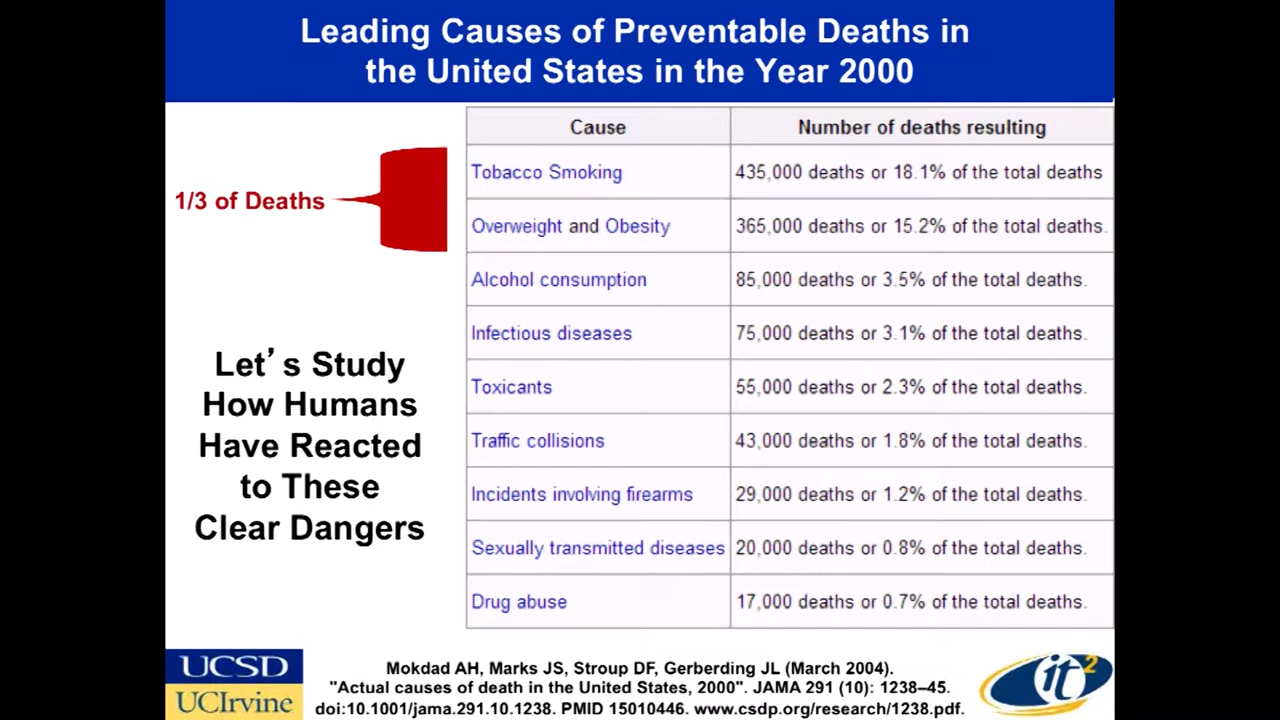 Leading Causes of Preventable Deaths in
the United States in the Year 2000
Cause Number of deaths resulting
Tobacco Smoking 435,000 deaths or 18.1% of the total deaths
1/3 of Deaths
Overweight and Obesity 365,000 deaths or 15.2% of the total deaths.
Alcohol consumption 85,000 deaths or 3.5% of the total deaths.
Infectious diseases 75,000 deaths or 3.1% of the total deaths.
Toxicants 55,000 deaths or 2.3% of the total deaths.
Traffic collisions 43,000 deaths or 1.8% of the total deaths.
Incidents involving firearms 29,000 deaths or 1.2% of the total deaths.
Sexually transmitted diseases 20,000 deaths or 0.8% of the total deaths.
Drug abuse 17,000 deaths or 0.7% of the total deaths.
Let’s Study
How Humans
Have Reacted
to These
Clear Dangers
UCSD
UCIrvine
Mokdad AH, Marks JS, Stroup DF, Gerberding JL (March 2004).
"Actual causes of death in the United States, 2000". JAMA 291 (10): 1238–45.
doi:10.1001/jama.291.10.1238. PMID 15010446. www.csdp.org/research/1238.pdf.
it2